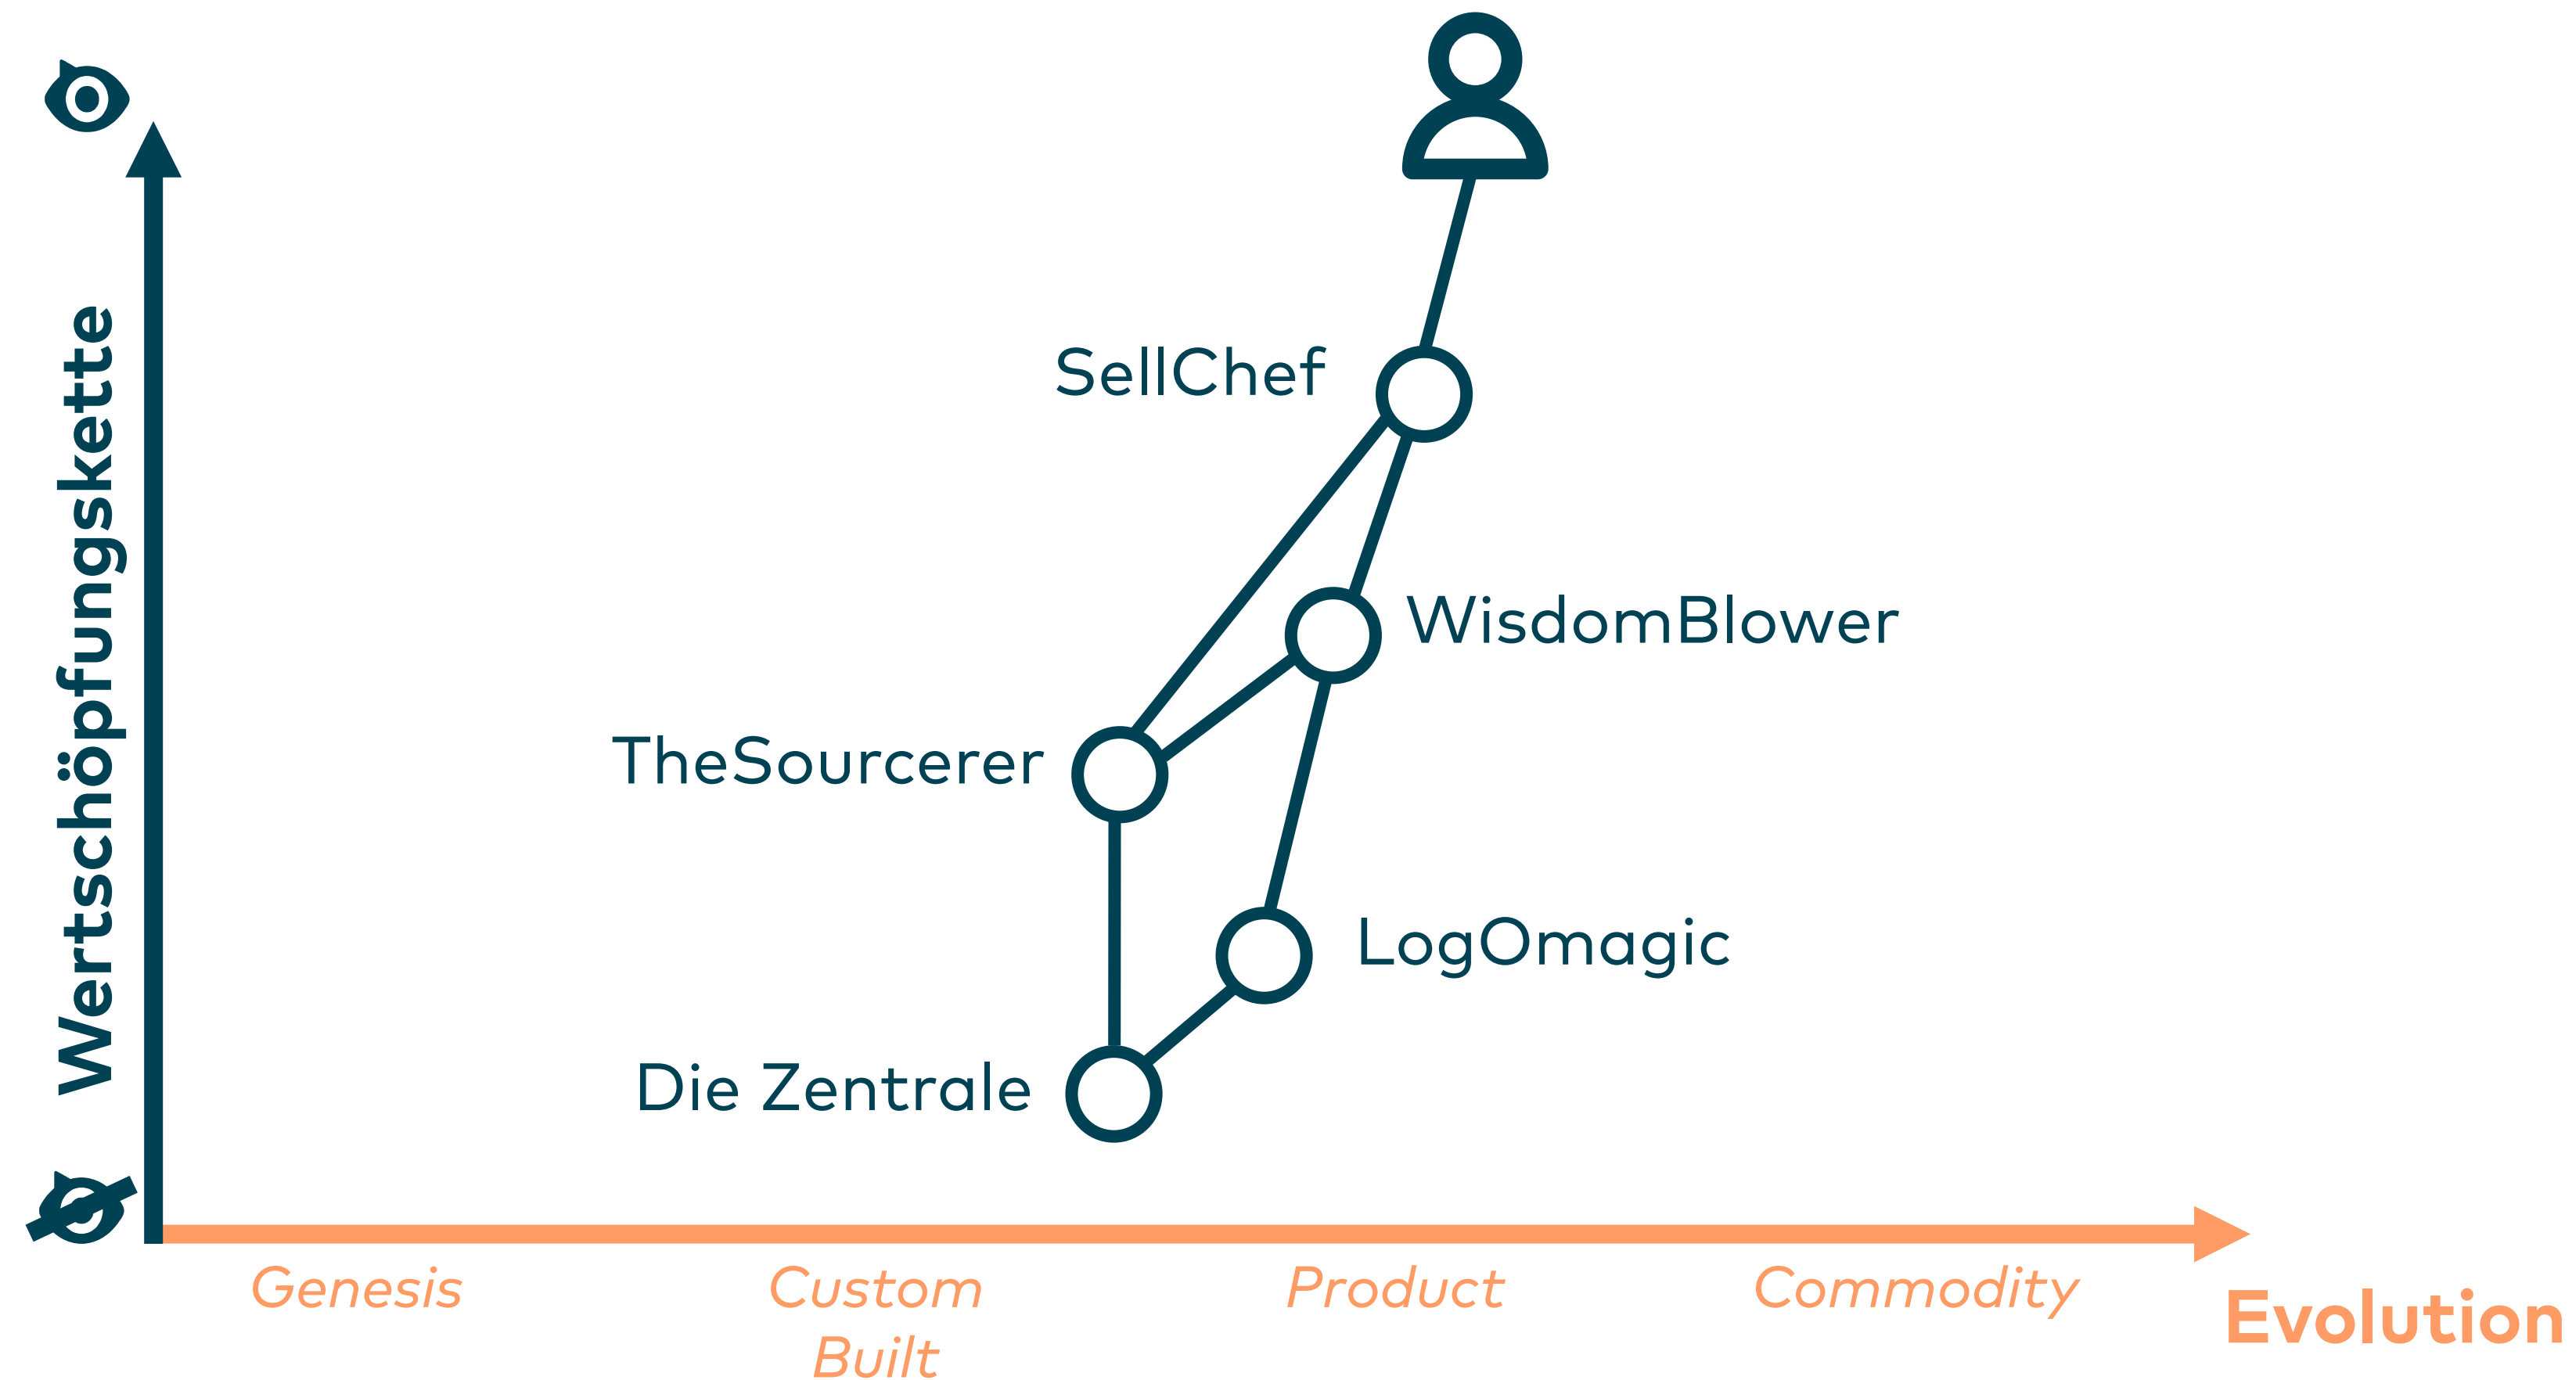 Wertschöpfungskette
SellChef
WisdomBlower
TheSourcerer
LogOmagic
Die Zentrale
Genesis
Custom
Built
Product
Commodity
Evolution